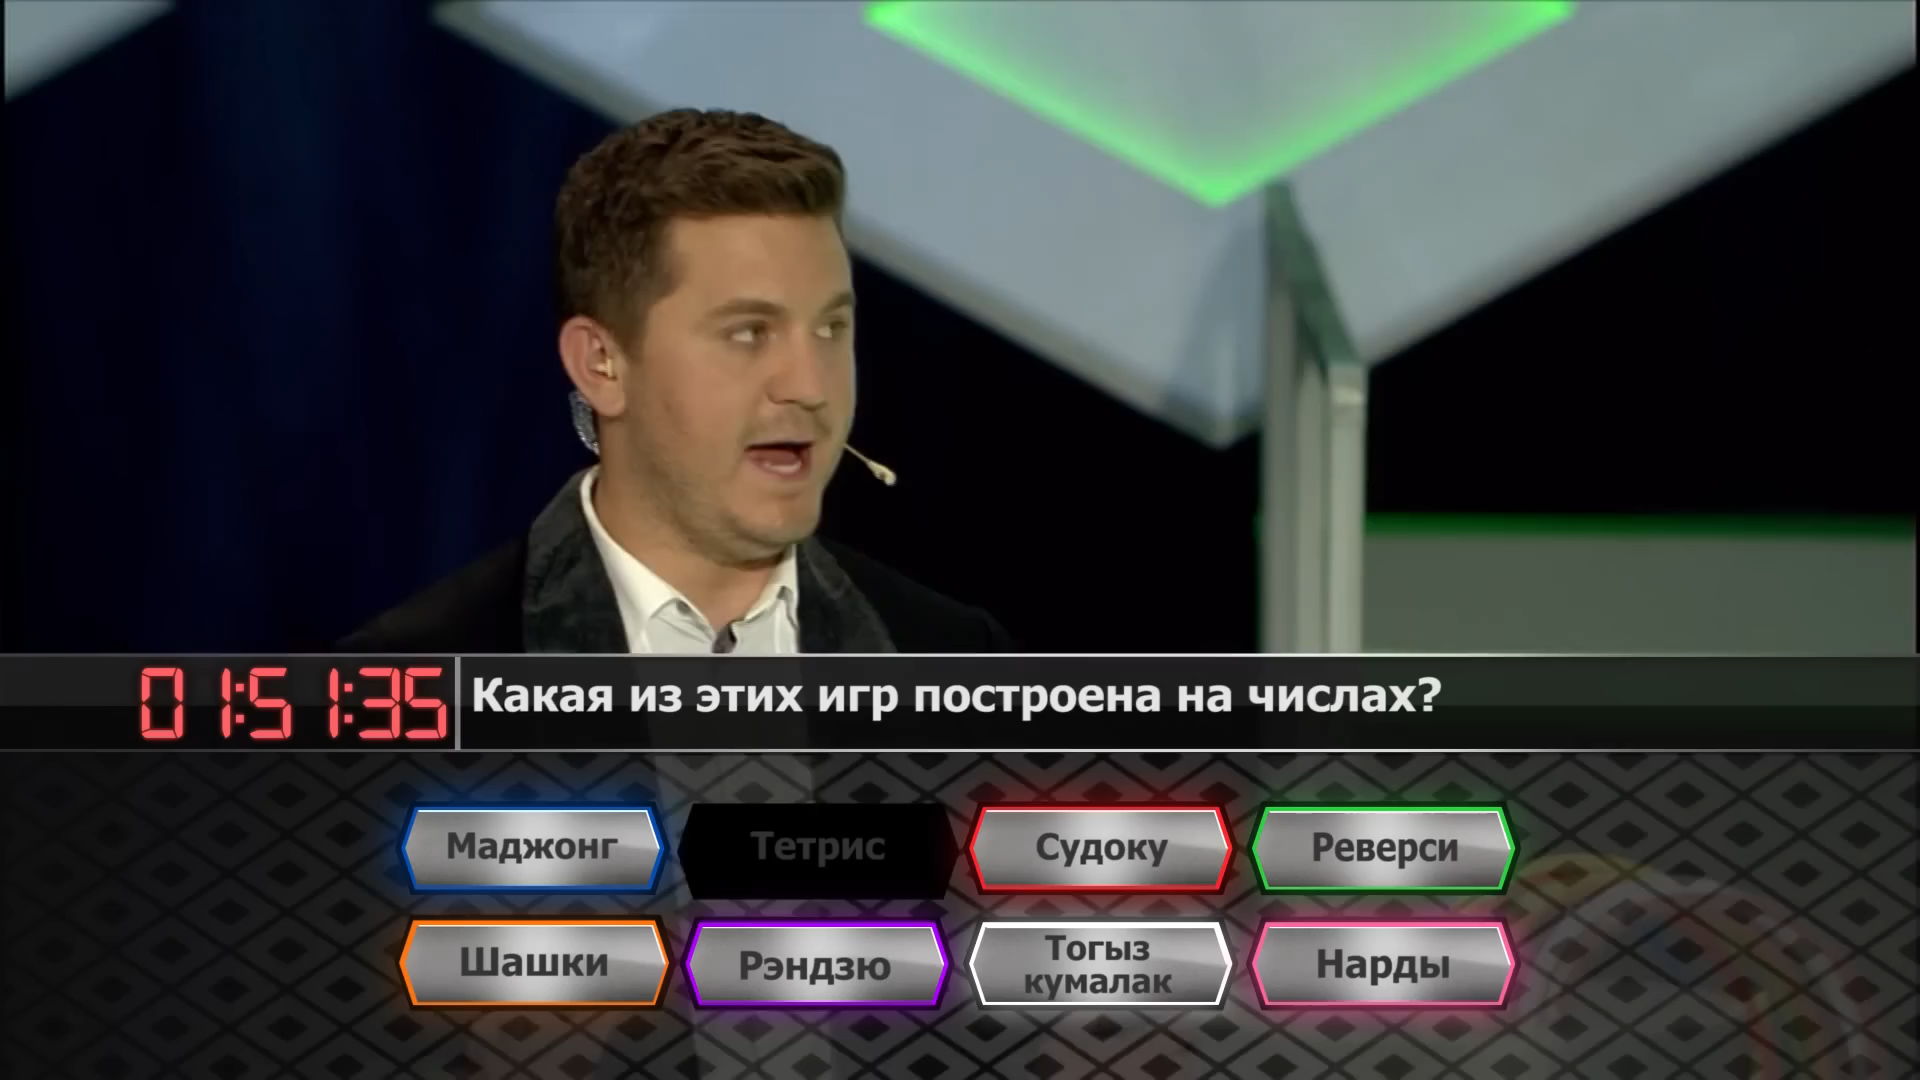 01:51:35
Какая из этих игр построена на числах?
Маджонг
Тетрис
Судоку
Реверси
Шашки
Рэндзю
Тогыз
кумалак
Нарды